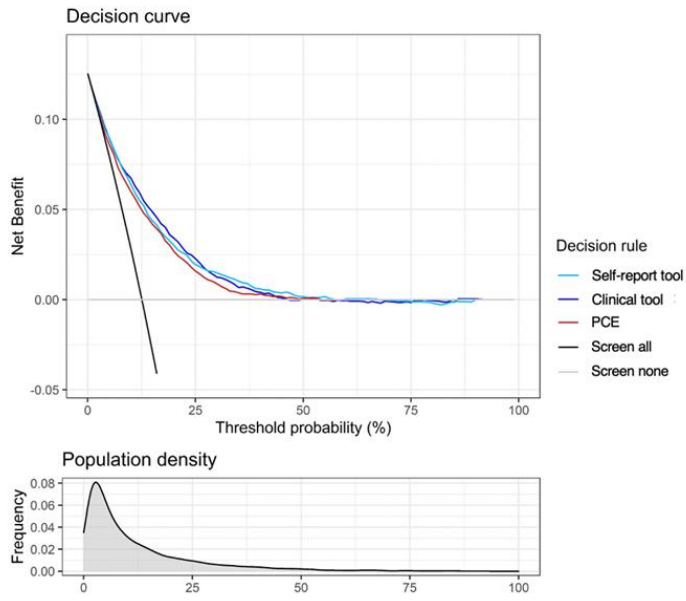 Decision curve
0.10
0.05
0.00
-0.05
Net Benefit
0
25
50
75
100
Threshold probability (%)
Decision rule
Self-report tool
Clinical tool
PCE
Screen all
Screen none
Population density
0.08
0.06
0.04
0.02
0.00
Frequency
0
25
50
75
100